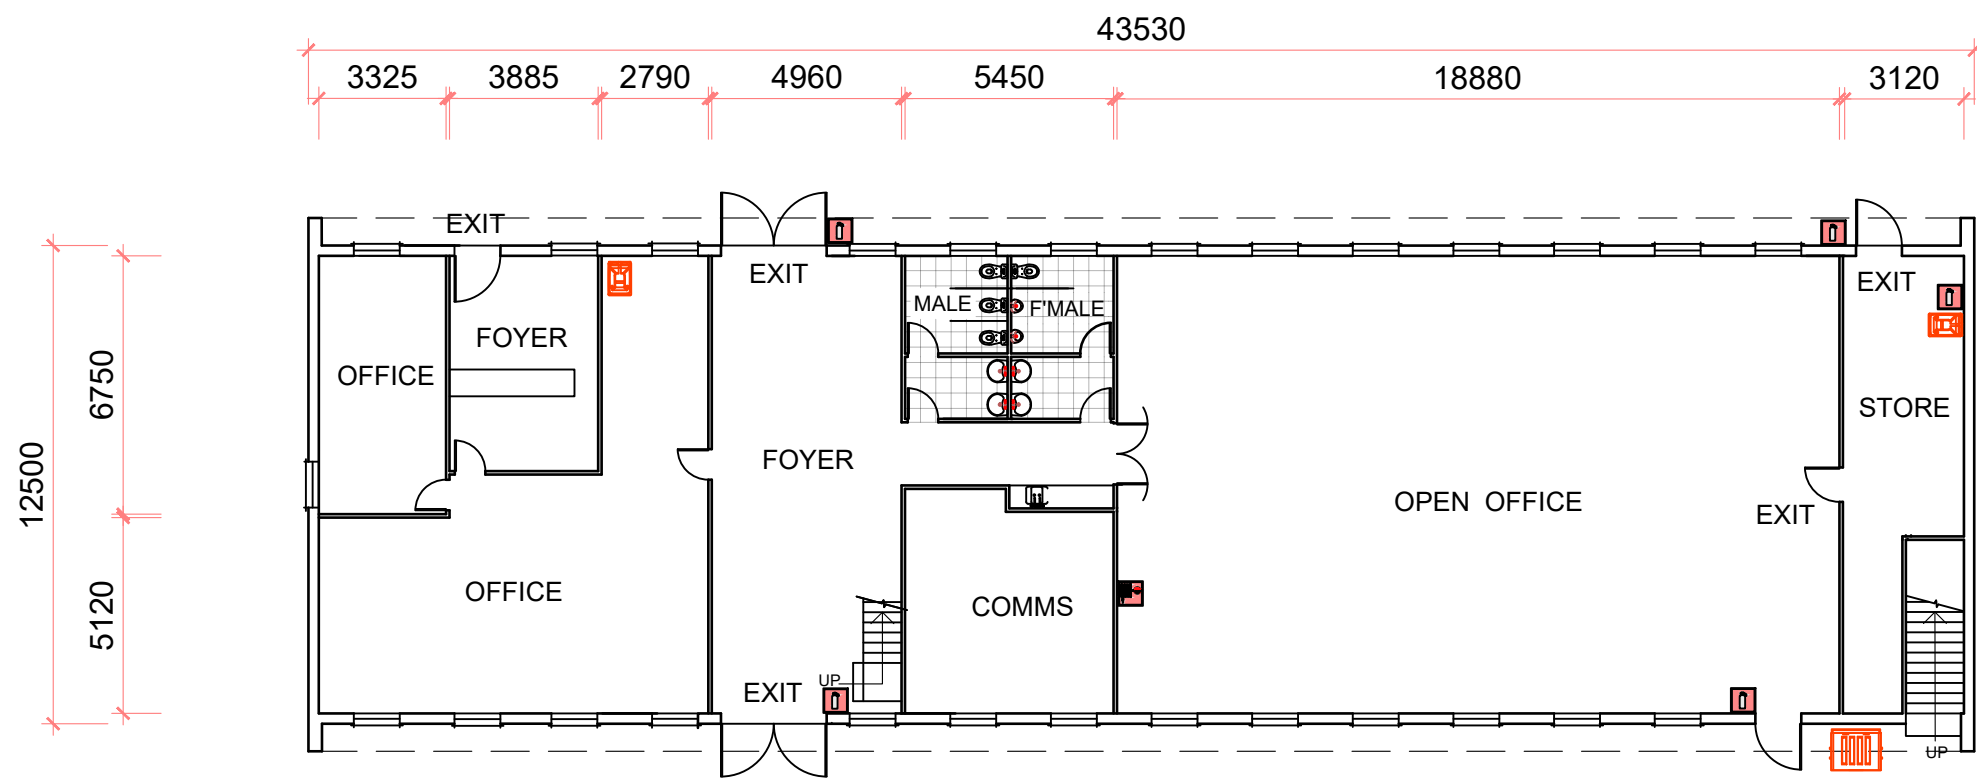 43530
3325 3885 2790 4960 5450 18880 3120
EXIT
EXIT
EXIT
MALE
F'MALE
FOYER
OFFICE
6750
STORE
FOYER
12500
OPEN OFFICE
EXIT
OFFICE
COMMS
5120
UP
EXIT
UP